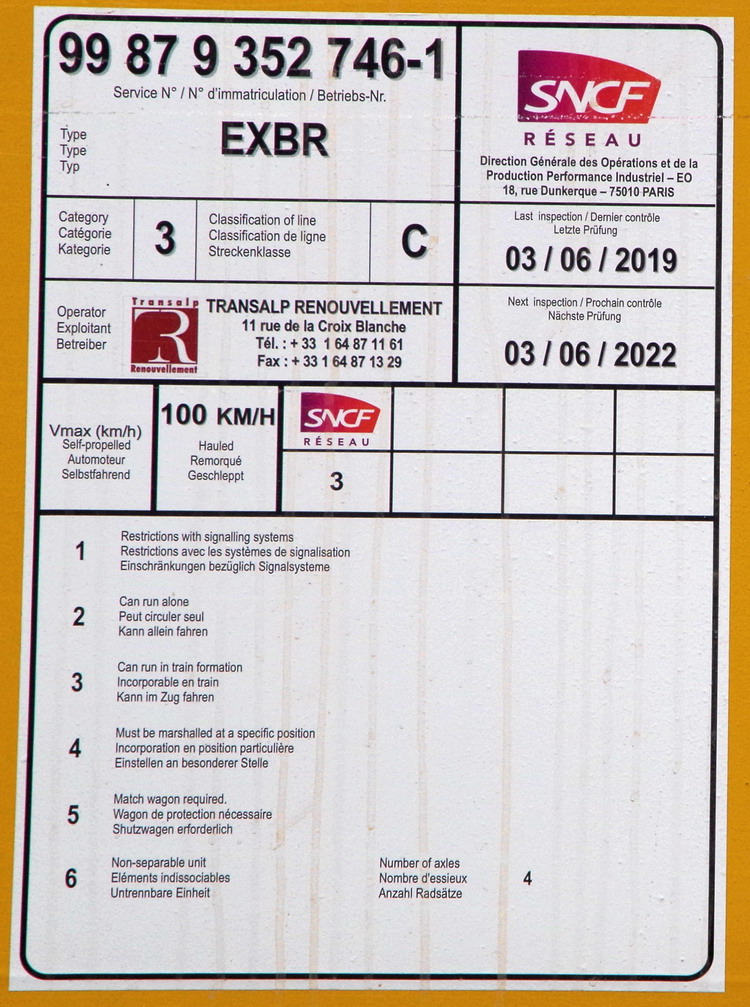 99 87 9 352 746-1
Service N° / N° d'immatriculation / Betriebs-Nr.
Type
Type
Typ
EXBR
SNCF
RÉSEAU
Direction Générale des Opérations et de la
Production Performance Industriel – EO
18, rue Dunkerque – 75010 PARIS
Category
Catégorie
Kategorie
3
Classification of line
Classification de ligne
Streckenklasse
C
Last inspection / Dernier contrôle
Letzte Prüfung
03 / 06 / 2019
Operator
Exploitant
Betreiber
Transalp
R
Renouvellement
TRANSALP RENOUVELLEMENT
11 rue de la Croix Blanche
Tél. : + 33 1 64 87 11 61
Fax : + 33 1 64 87 13 29
Next inspection / Prochain contrôle
Nächste Prüfung
03 / 06 / 2022
Vmax (km/h)
Self-propelled
Automoteur
Selbstfahrend
100 KM/H
Hauled
Remorqué
Geschleppt
SNCF
RÉSEAU
3
1
Restrictions with signalling systems
Restrictions avec les systèmes de signalisation
Einschränkungen bezüglich Signalsysteme
2
Can run alone
Peut circuler seul
Kann allein fahren
3
Can run in train formation
Incorporable en train
Kann im Zug fahren
4
Must be marshalled at a specific position
Incorporation en position particulière
Einstellen an besonderer Stelle
5
Match wagon required.
Wagon de protection nécessaire
Shutzwagen erforderlich
6
Non-separable unit
Eléments indissociables
Untrennbare Einheit
Number of axles
Nombre d'essieux
Anzahl Radsätze
4